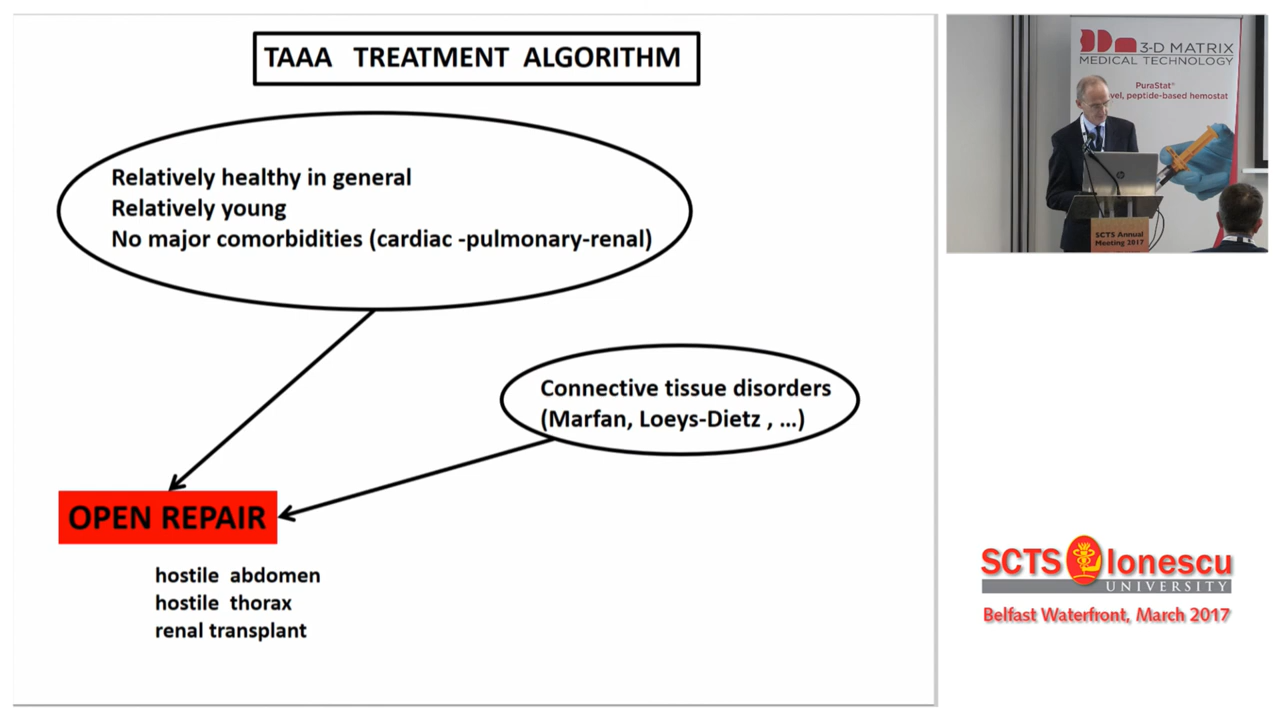 TAAA TREATMENT ALGORITHM
Relatively healthy in general
Relatively young
No major comorbidities (cardiac -pulmonary-renal)
Connective tissue disorders
(Marfan, Loeys-Dietz , ...)
OPEN REPAIR
hostile abdomen
hostile thorax
renal transplant
3-D MATRIX
MEDICAL TECHNOLOGY
PuraStat®
peptide-based hemostat
hp
SCTS Annual
Meeting 2017
SCTS Ionescu
UNIVERSITY
Belfast Waterfront, March 2017